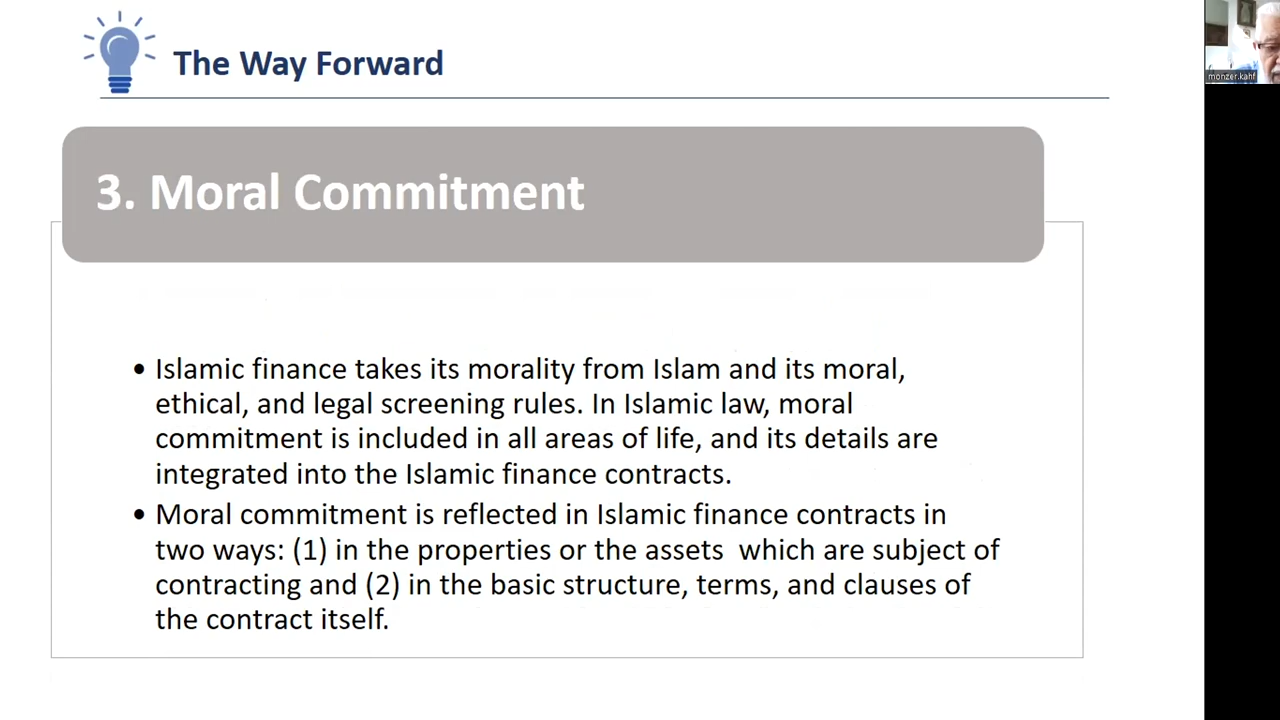 The Way Forward
monzer.kahf
3. Moral Commitment
• Islamic finance takes its morality from Islam and its moral,
ethical, and legal screening rules. In Islamic law, moral
commitment is included in all areas of life, and its details are
integrated into the Islamic finance contracts.
• Moral commitment is reflected in Islamic finance contracts in
two ways: (1) in the properties or the assets which are subject of
contracting and (2) in the basic structure, terms, and clauses of
the contract itself.